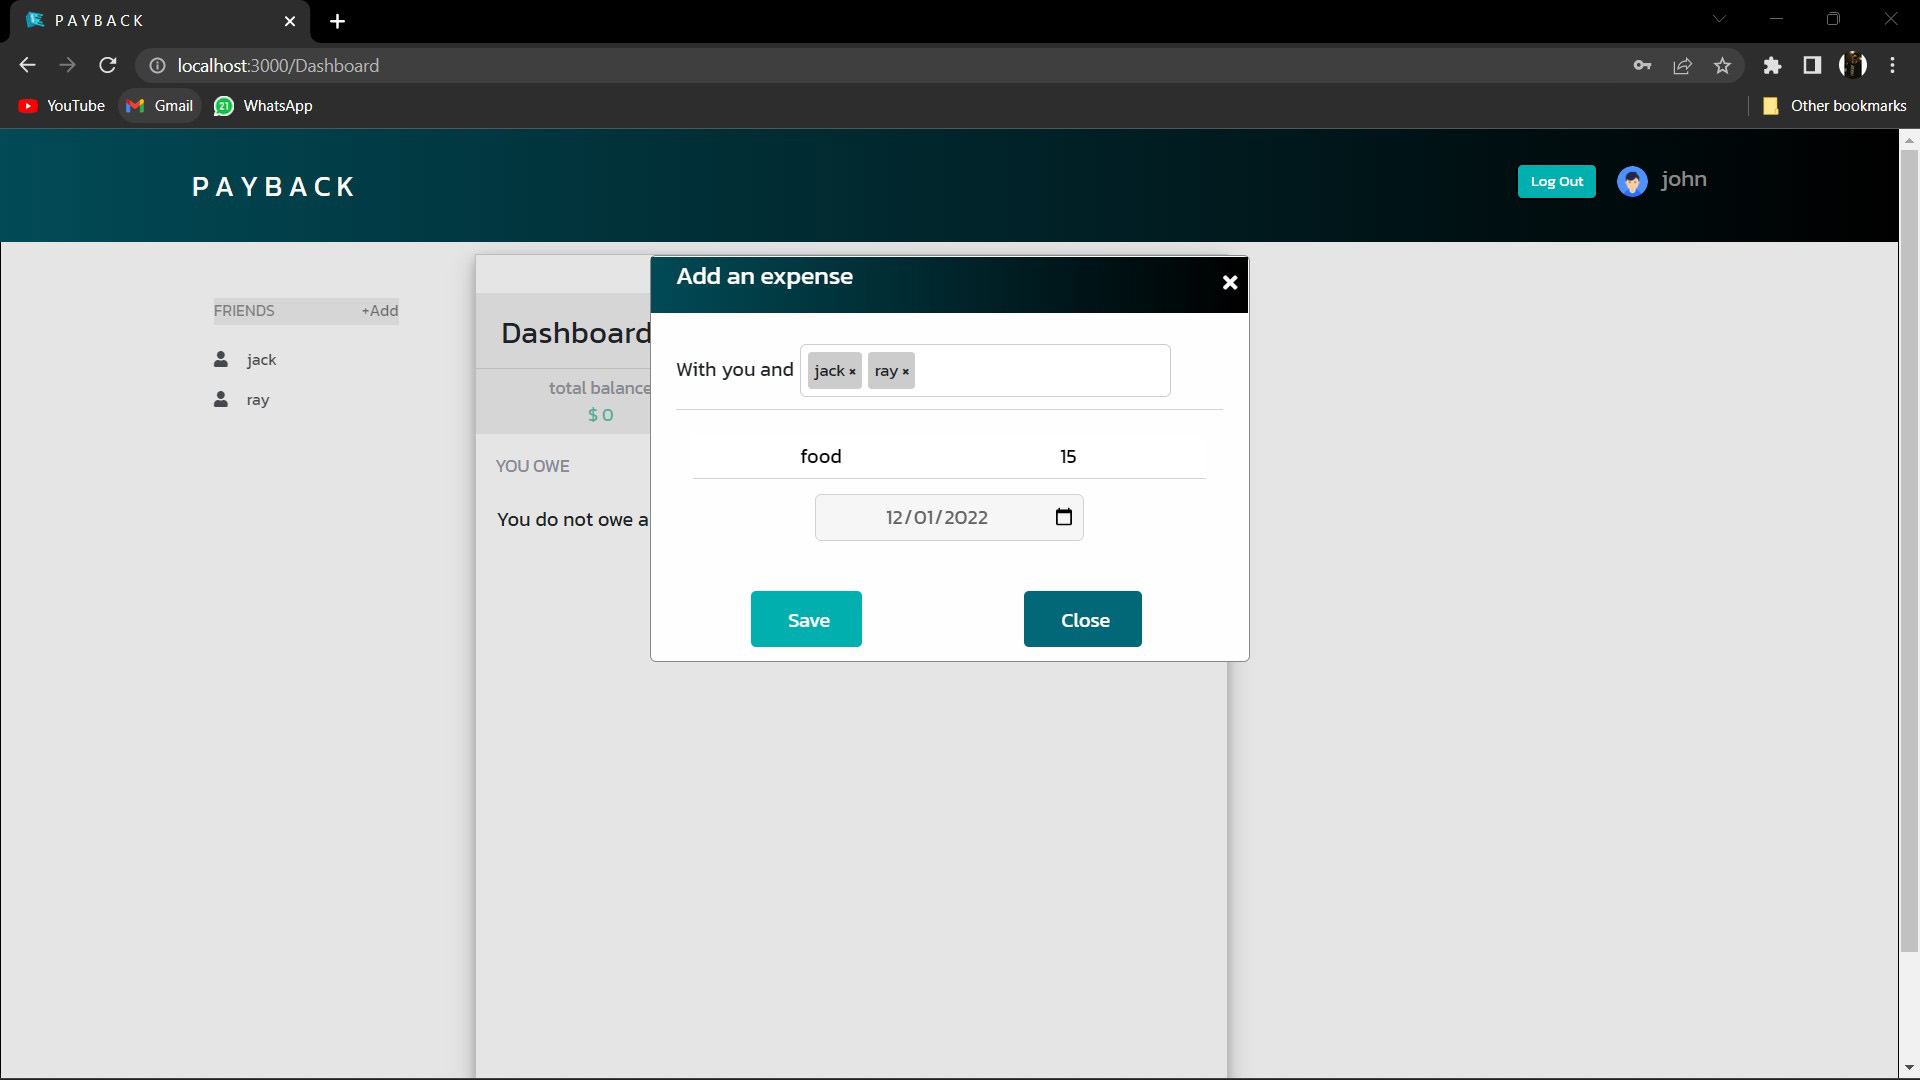 PAYBACK
localhost:3000/Dashboard
YouTube
Gmail
21
WhatsApp
Other bookmarks
PAYBACK
Log Out
john
FRIENDS
+Add
jack
ray
Dashboard
total balance
$ 0
YOU OWE
You do not owe a
Add an expense
With you and
jack ×
ray ×
food
15
12/01/2022
Save
Close